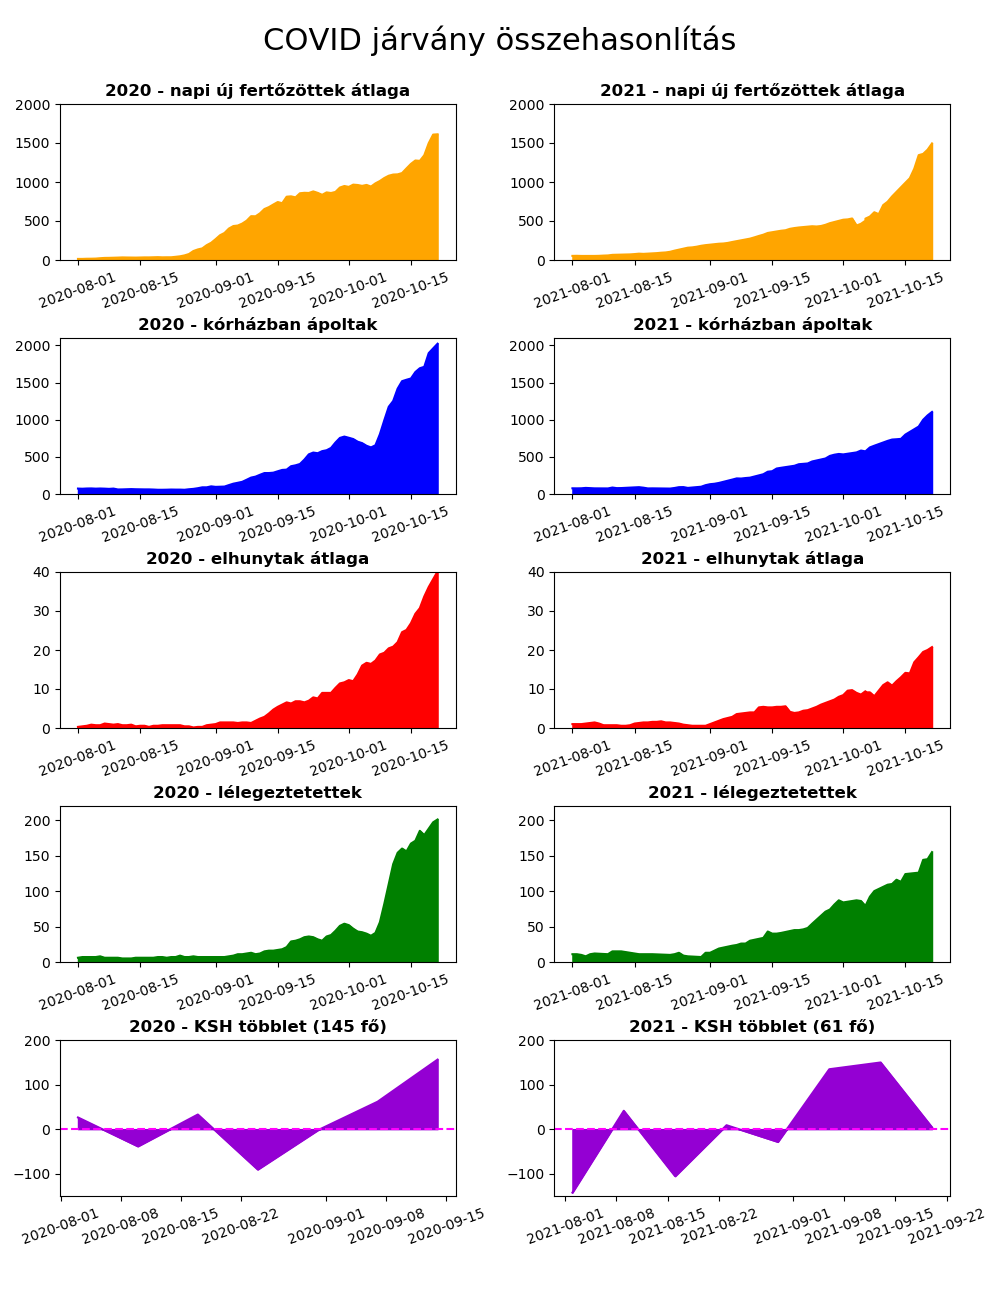 COVID járvány összehasonlítás
2020 - napi új fertőzöttek átlaga
2000
1500
1000
500
0
2020-08-01 2020-08-15 2020-09-01 2020-09-15 2020-10-01 2020-10-15
2021 - napi új fertőzöttek átlaga
2000
1500
1000
500
0
2021-08-01 2021-08-15 2021-09-01 2021-09-15 2021-10-01 2021-10-15
2020 - kórházban ápoltak
2000
1500
1000
500
0
2020-08-01 2020-08-15 2020-09-01 2020-09-15 2020-10-01 2020-10-15
2021 - kórházban ápoltak
2000
1500
1000
500
0
2021-08-01 2021-08-15 2021-09-01 2021-09-15 2021-10-01 2021-10-15
2020 - elhunytak átlaga
40
30
20
10
0
2020-08-01 2020-08-15 2020-09-01 2020-09-15 2020-10-01 2020-10-15
2021 - elhunytak átlaga
40
30
20
10
0
2021-08-01 2021-08-15 2021-09-01 2021-09-15 2021-10-01 2021-10-15
2020 - lélegeztetettek
200
150
100
50
0
2020-08-01 2020-08-15 2020-09-01 2020-09-15 2020-10-01 2020-10-15
2021 - lélegeztetettek
200
150
100
50
0
2021-08-01 2021-08-15 2021-09-01 2021-09-15 2021-10-01 2021-10-15
2020 - KSH többlet (145 fő)
200
100
0
−100
2020-08-01 2020-08-08 2020-08-15 2020-08-22 2020-09-01 2020-09-08 2020-09-15
2021 - KSH többlet (61 fő)
200
100
0
−100
2021-08-01 2021-08-08 2021-08-15 2021-08-22 2021-09-01 2021-09-08 2021-09-15 2021-09-22